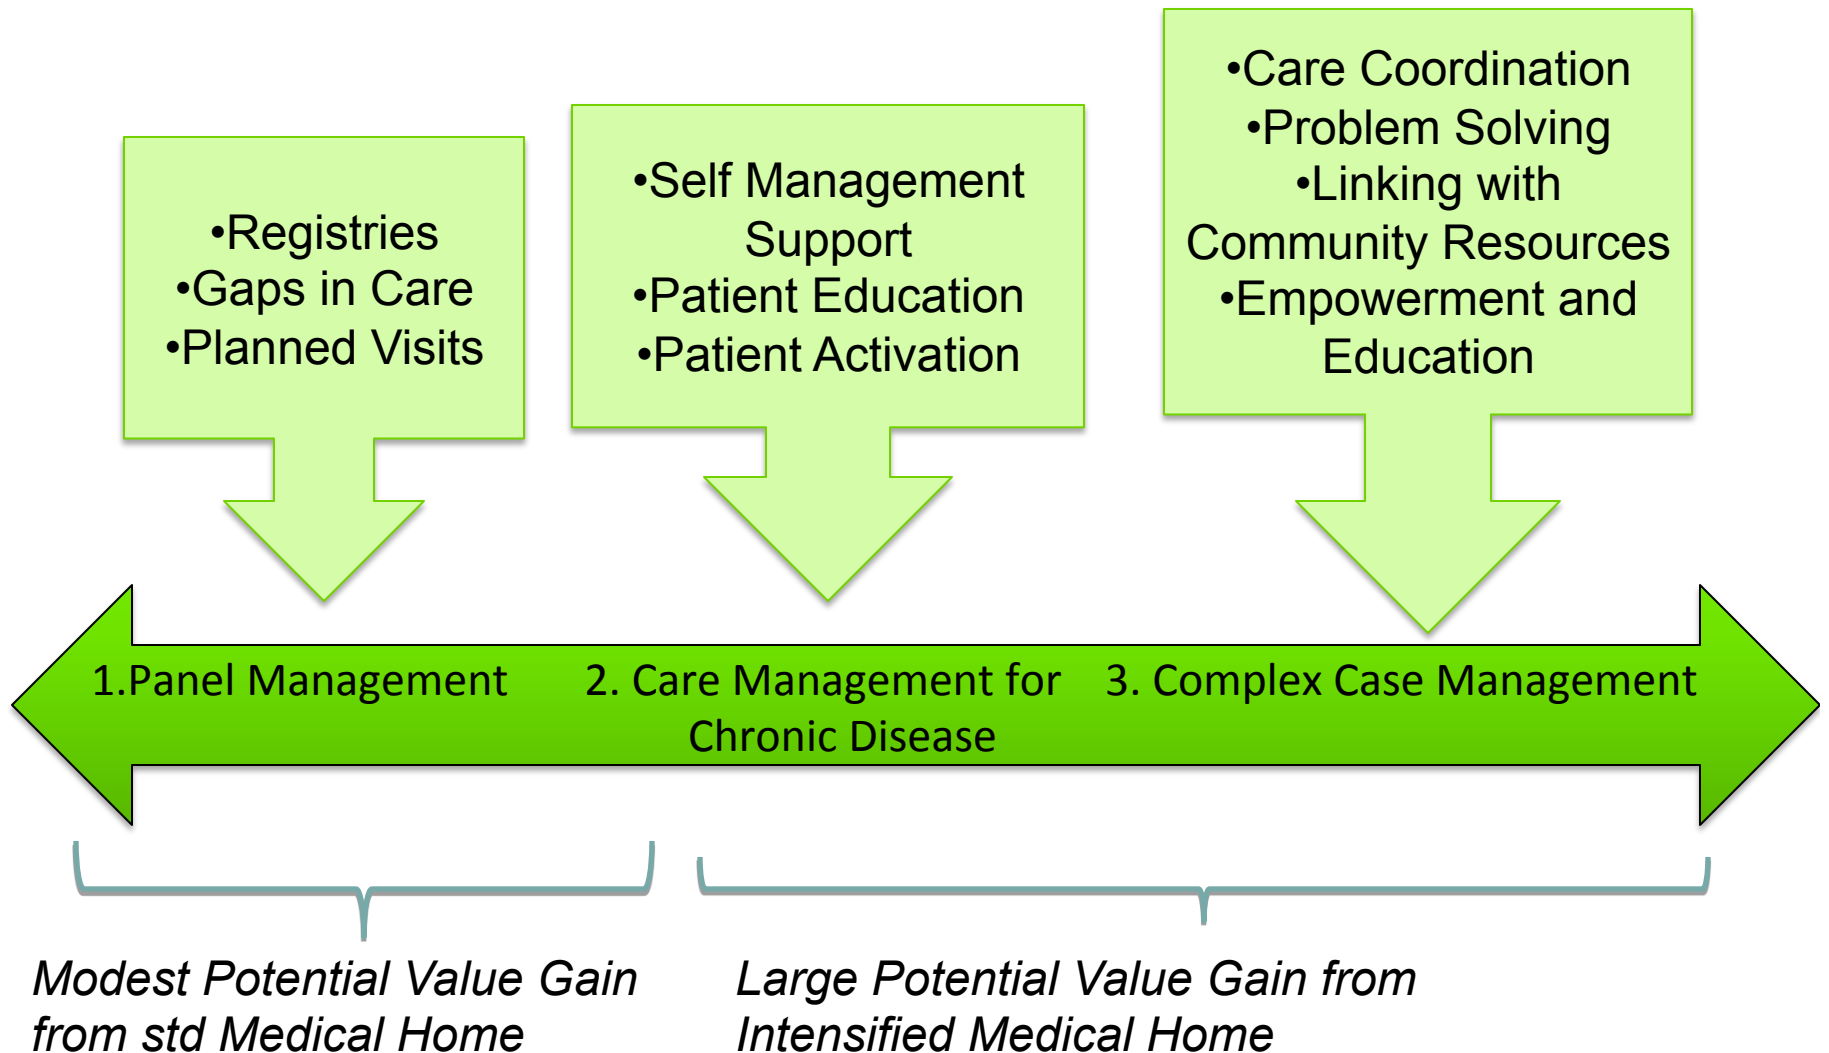 •Registries
•Gaps in Care
•Planned Visits
•Self Management
Support
•Patient Education
•Patient Activation
•Care Coordination
•Problem Solving
•Linking with
Community Resources
•Empowerment and
Education
1.Panel Management
2. Care Management for
Chronic Disease
3. Complex Case Management
Modest Potential Value Gain
from std Medical Home
Large Potential Value Gain from
Intensified Medical Home